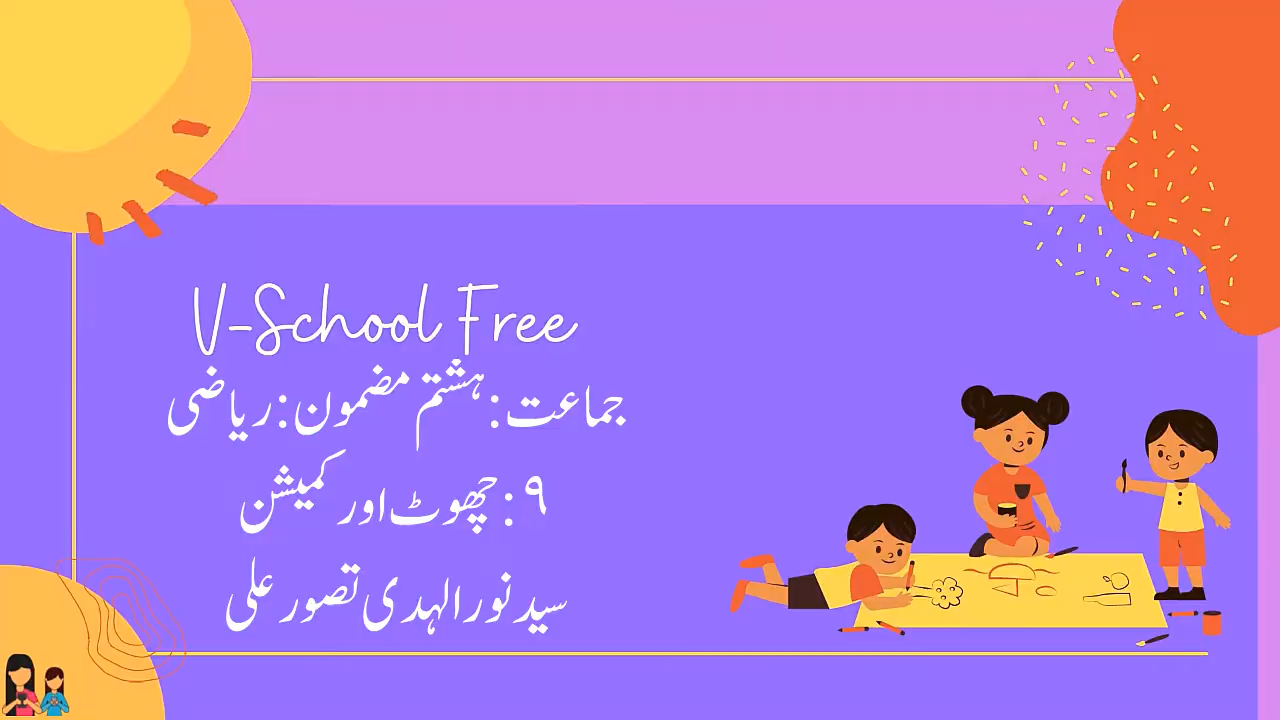 V-School Free
جماعت: ہشتم مضمون: ریاضی
۹: چھوٹ اور کمیشن
سید نور الہدی تصور علی